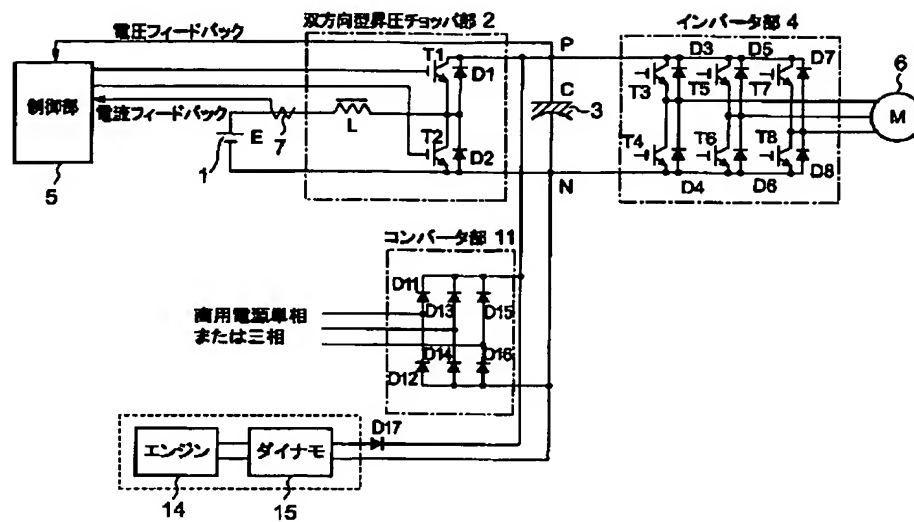 双方向型昇圧チョッパ部 2
インバータ部 4
電圧フィードバック
P
T1
D1
D3
D5
D7
6
制御部
C
3
T3
T5
T7
M
電流フィードバック
7
L
E
1
T2
D2
T4
T6
T8
5
N
D4
D6
D8
コンバータ部 11
D11
D13
D15
商用電源単相
または三相
D14
D16
D12
D17
エンジン
ダイナモ
14
15